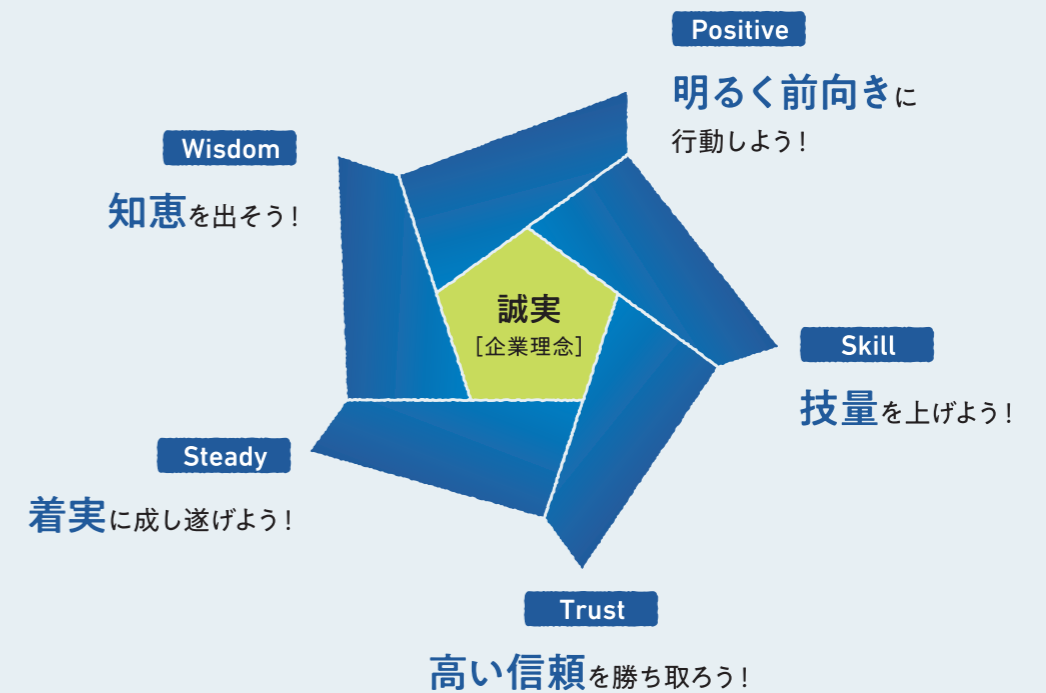 Positive
明るく前向きに
行動しよう！
Wisdom
知恵を出そう！
誠実
［企業理念］
Skill
技量を上げよう！
Steady
着実に成し遂げよう！
Trust
高い信頼を勝ち取ろう！